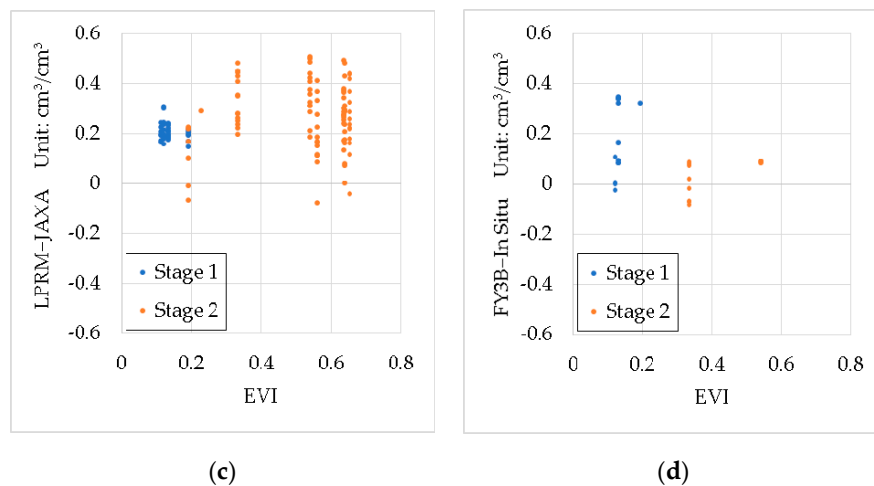 0.6
0.4
0.2
0
-0.2
-0.4
-0.6
LPRM−JAXA Unit: cm³/cm³
Stage 1
Stage 2
0 0.2 0.4 0.6 0.8
EVI
(c)
0.6
0.4
0.2
0
-0.2
-0.4
-0.6
FY3B−In Situ Unit: cm³/cm³
Stage 1
Stage 2
0 0.2 0.4 0.6 0.8
EVI
(d)